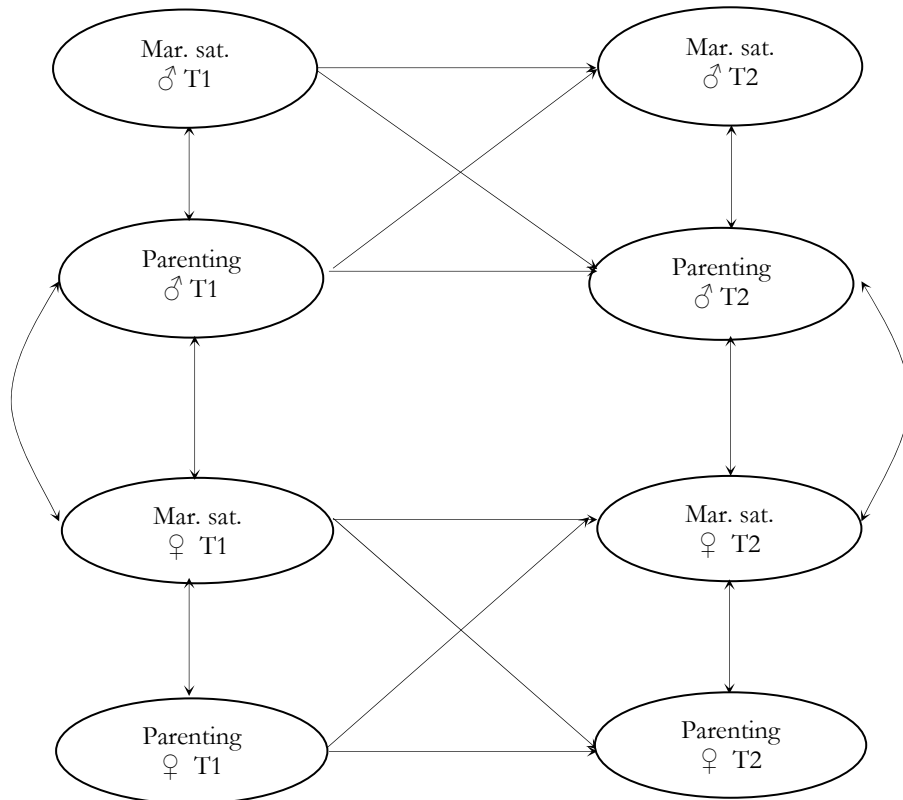 Mar. sat.
♂ T1
Mar. sat.
♂ T2
Parenting
♂ T1
Parenting
♂ T2
Mar. sat.
♀ T1
Mar. sat.
♀ T2
Parenting
♀ T1
Parenting
♀ T2